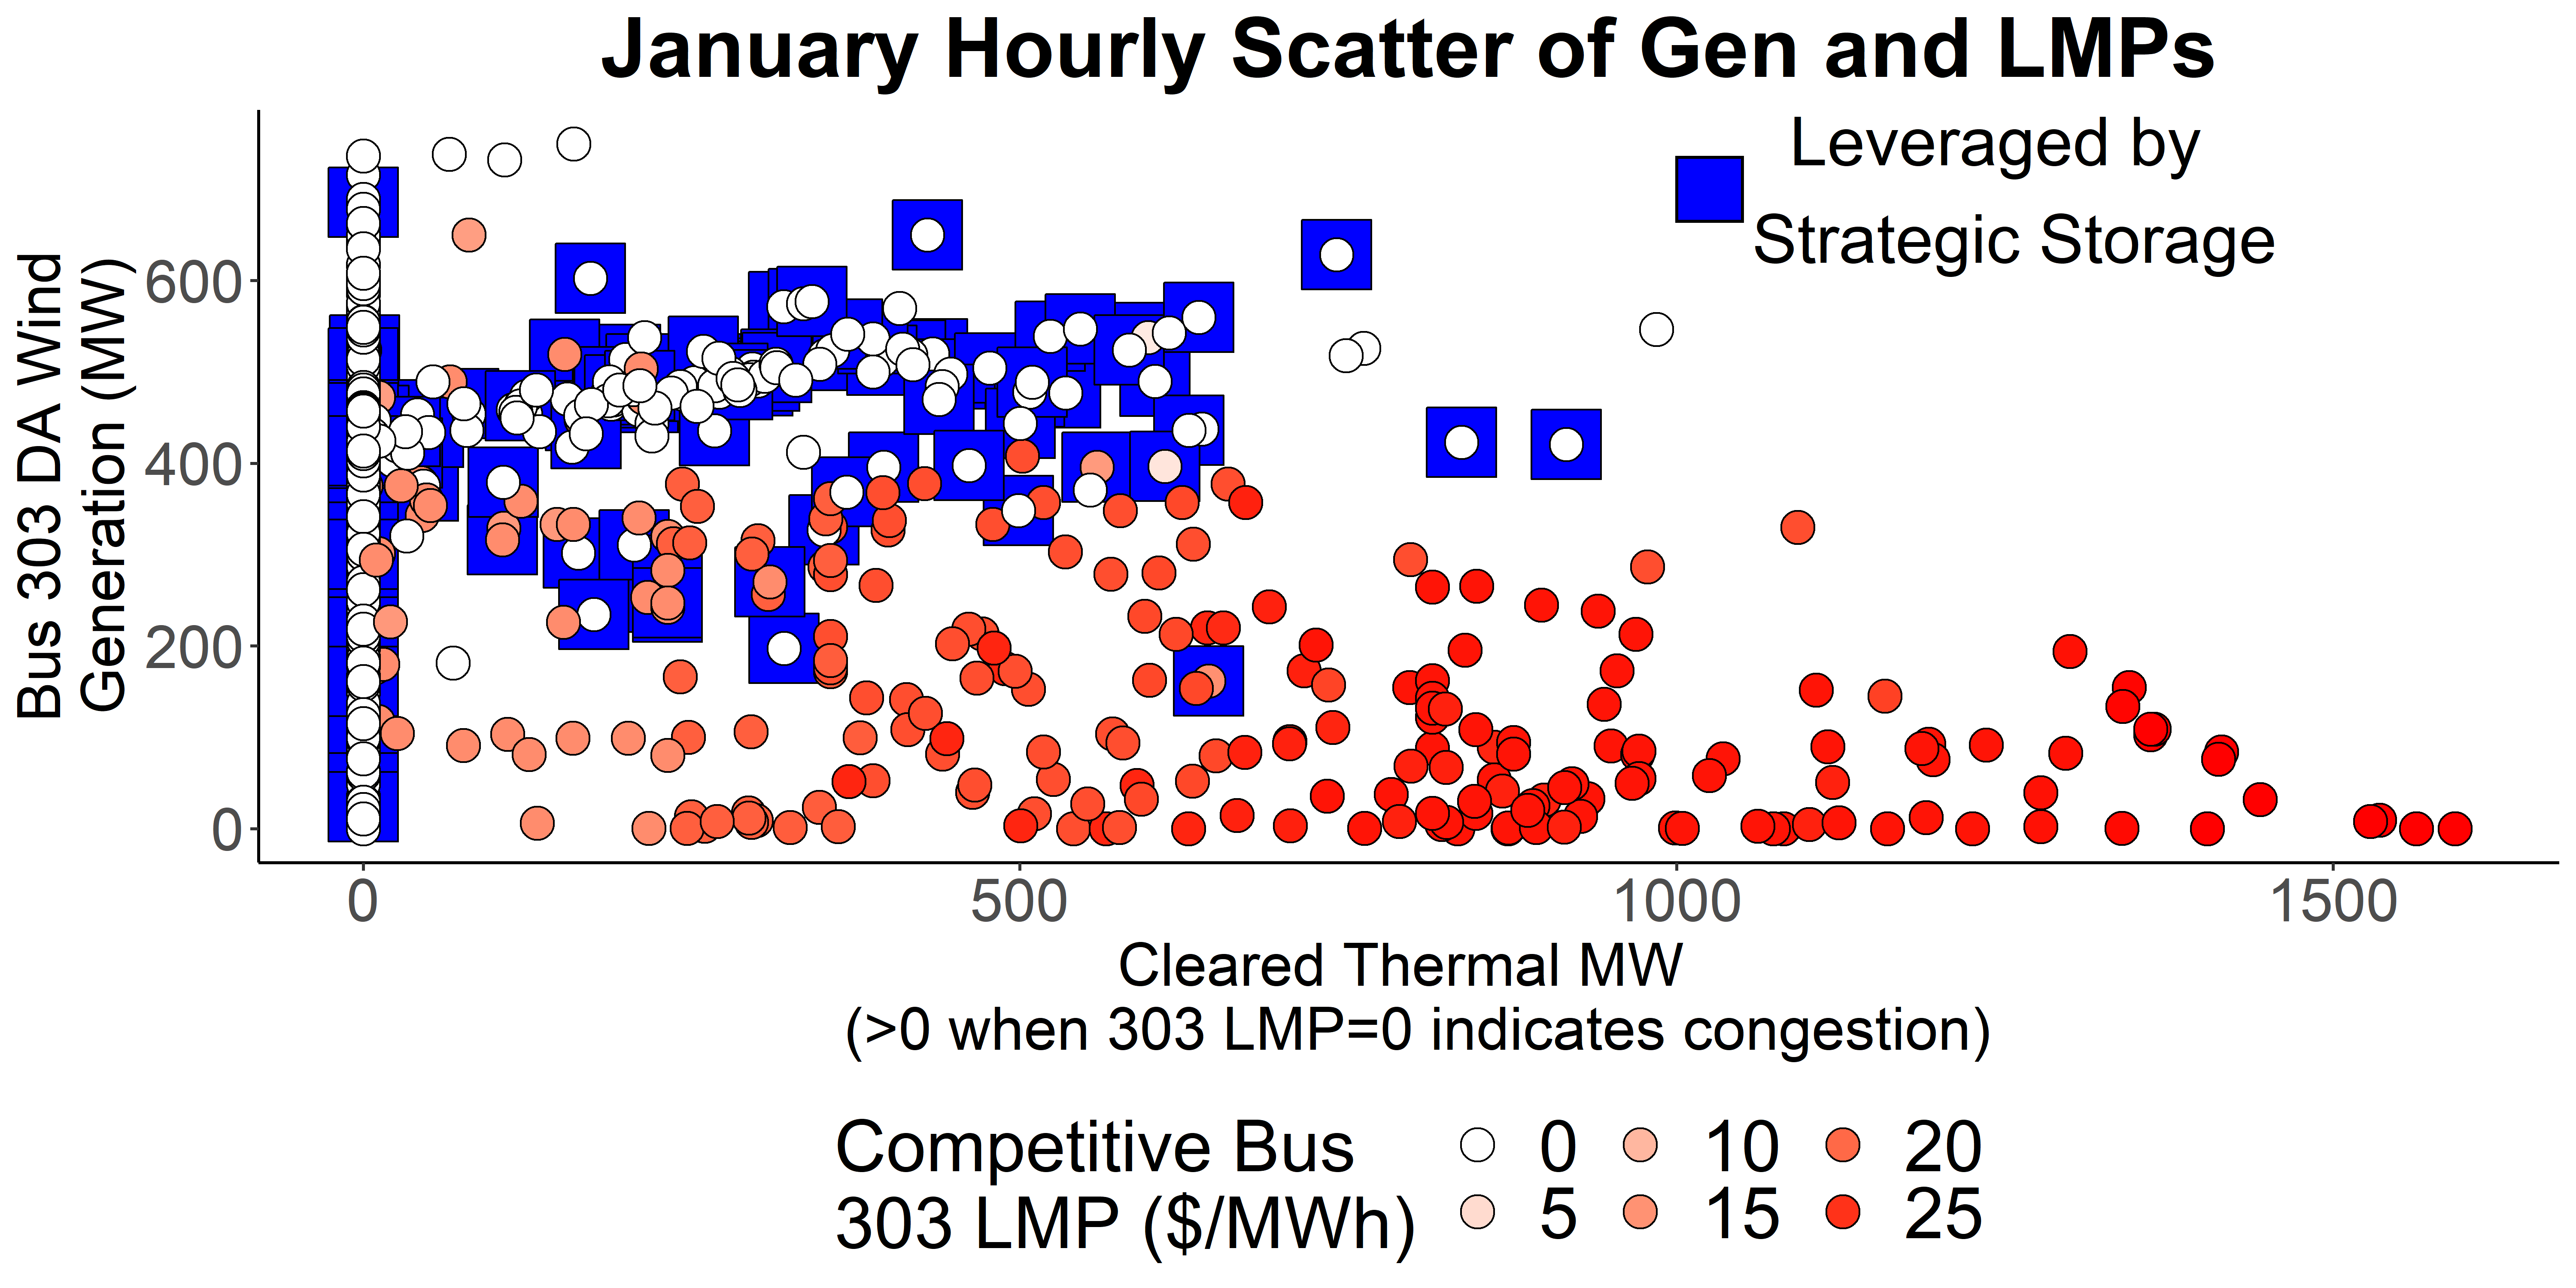 January Hourly Scatter of Gen and LMPs
Leveraged by
Strategic Storage
Bus 303 DA Wind
Generation (MW)
600
400
200
0
0 500 1000 1500
Cleared Thermal MW
(>0 when 303 LMP=0 indicates congestion)
Competitive Bus
303 LMP ($/MWh)
0 10 20
5 15 25